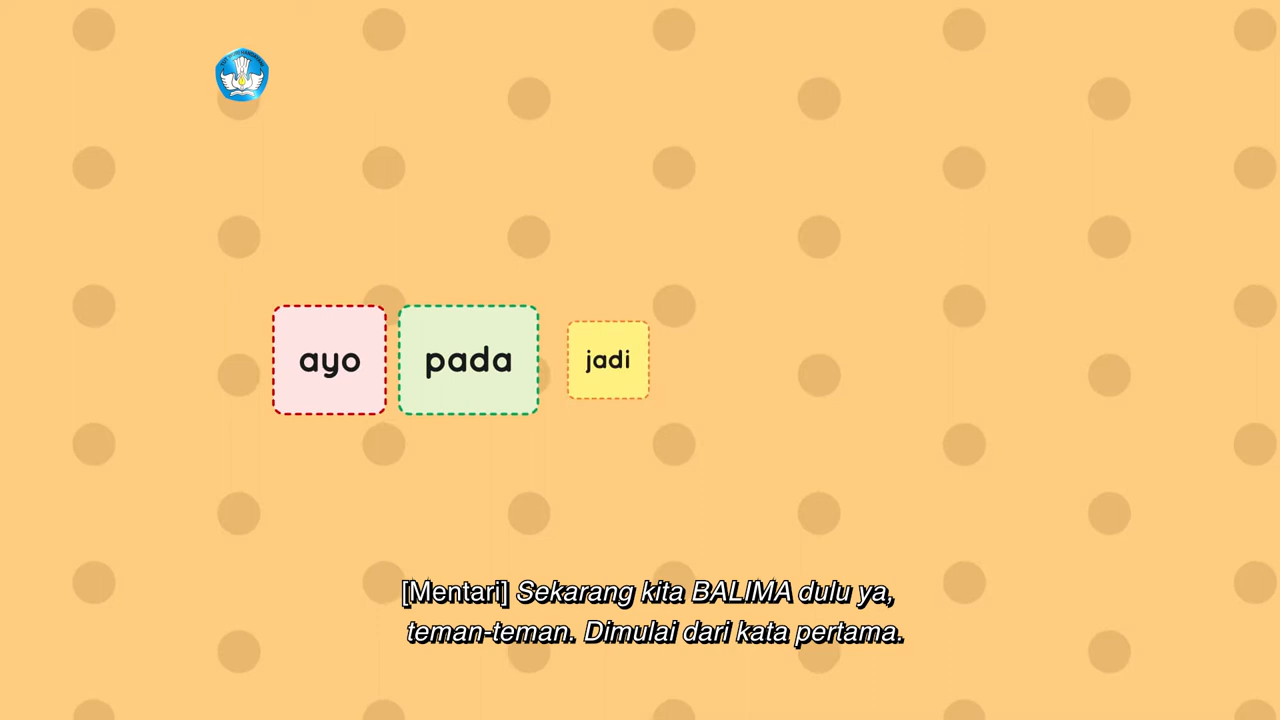 ayo pada jadi
[Mentari] Sekarang kita BALIMA dulu ya,
teman-teman. Dimulai dari kata pertama.